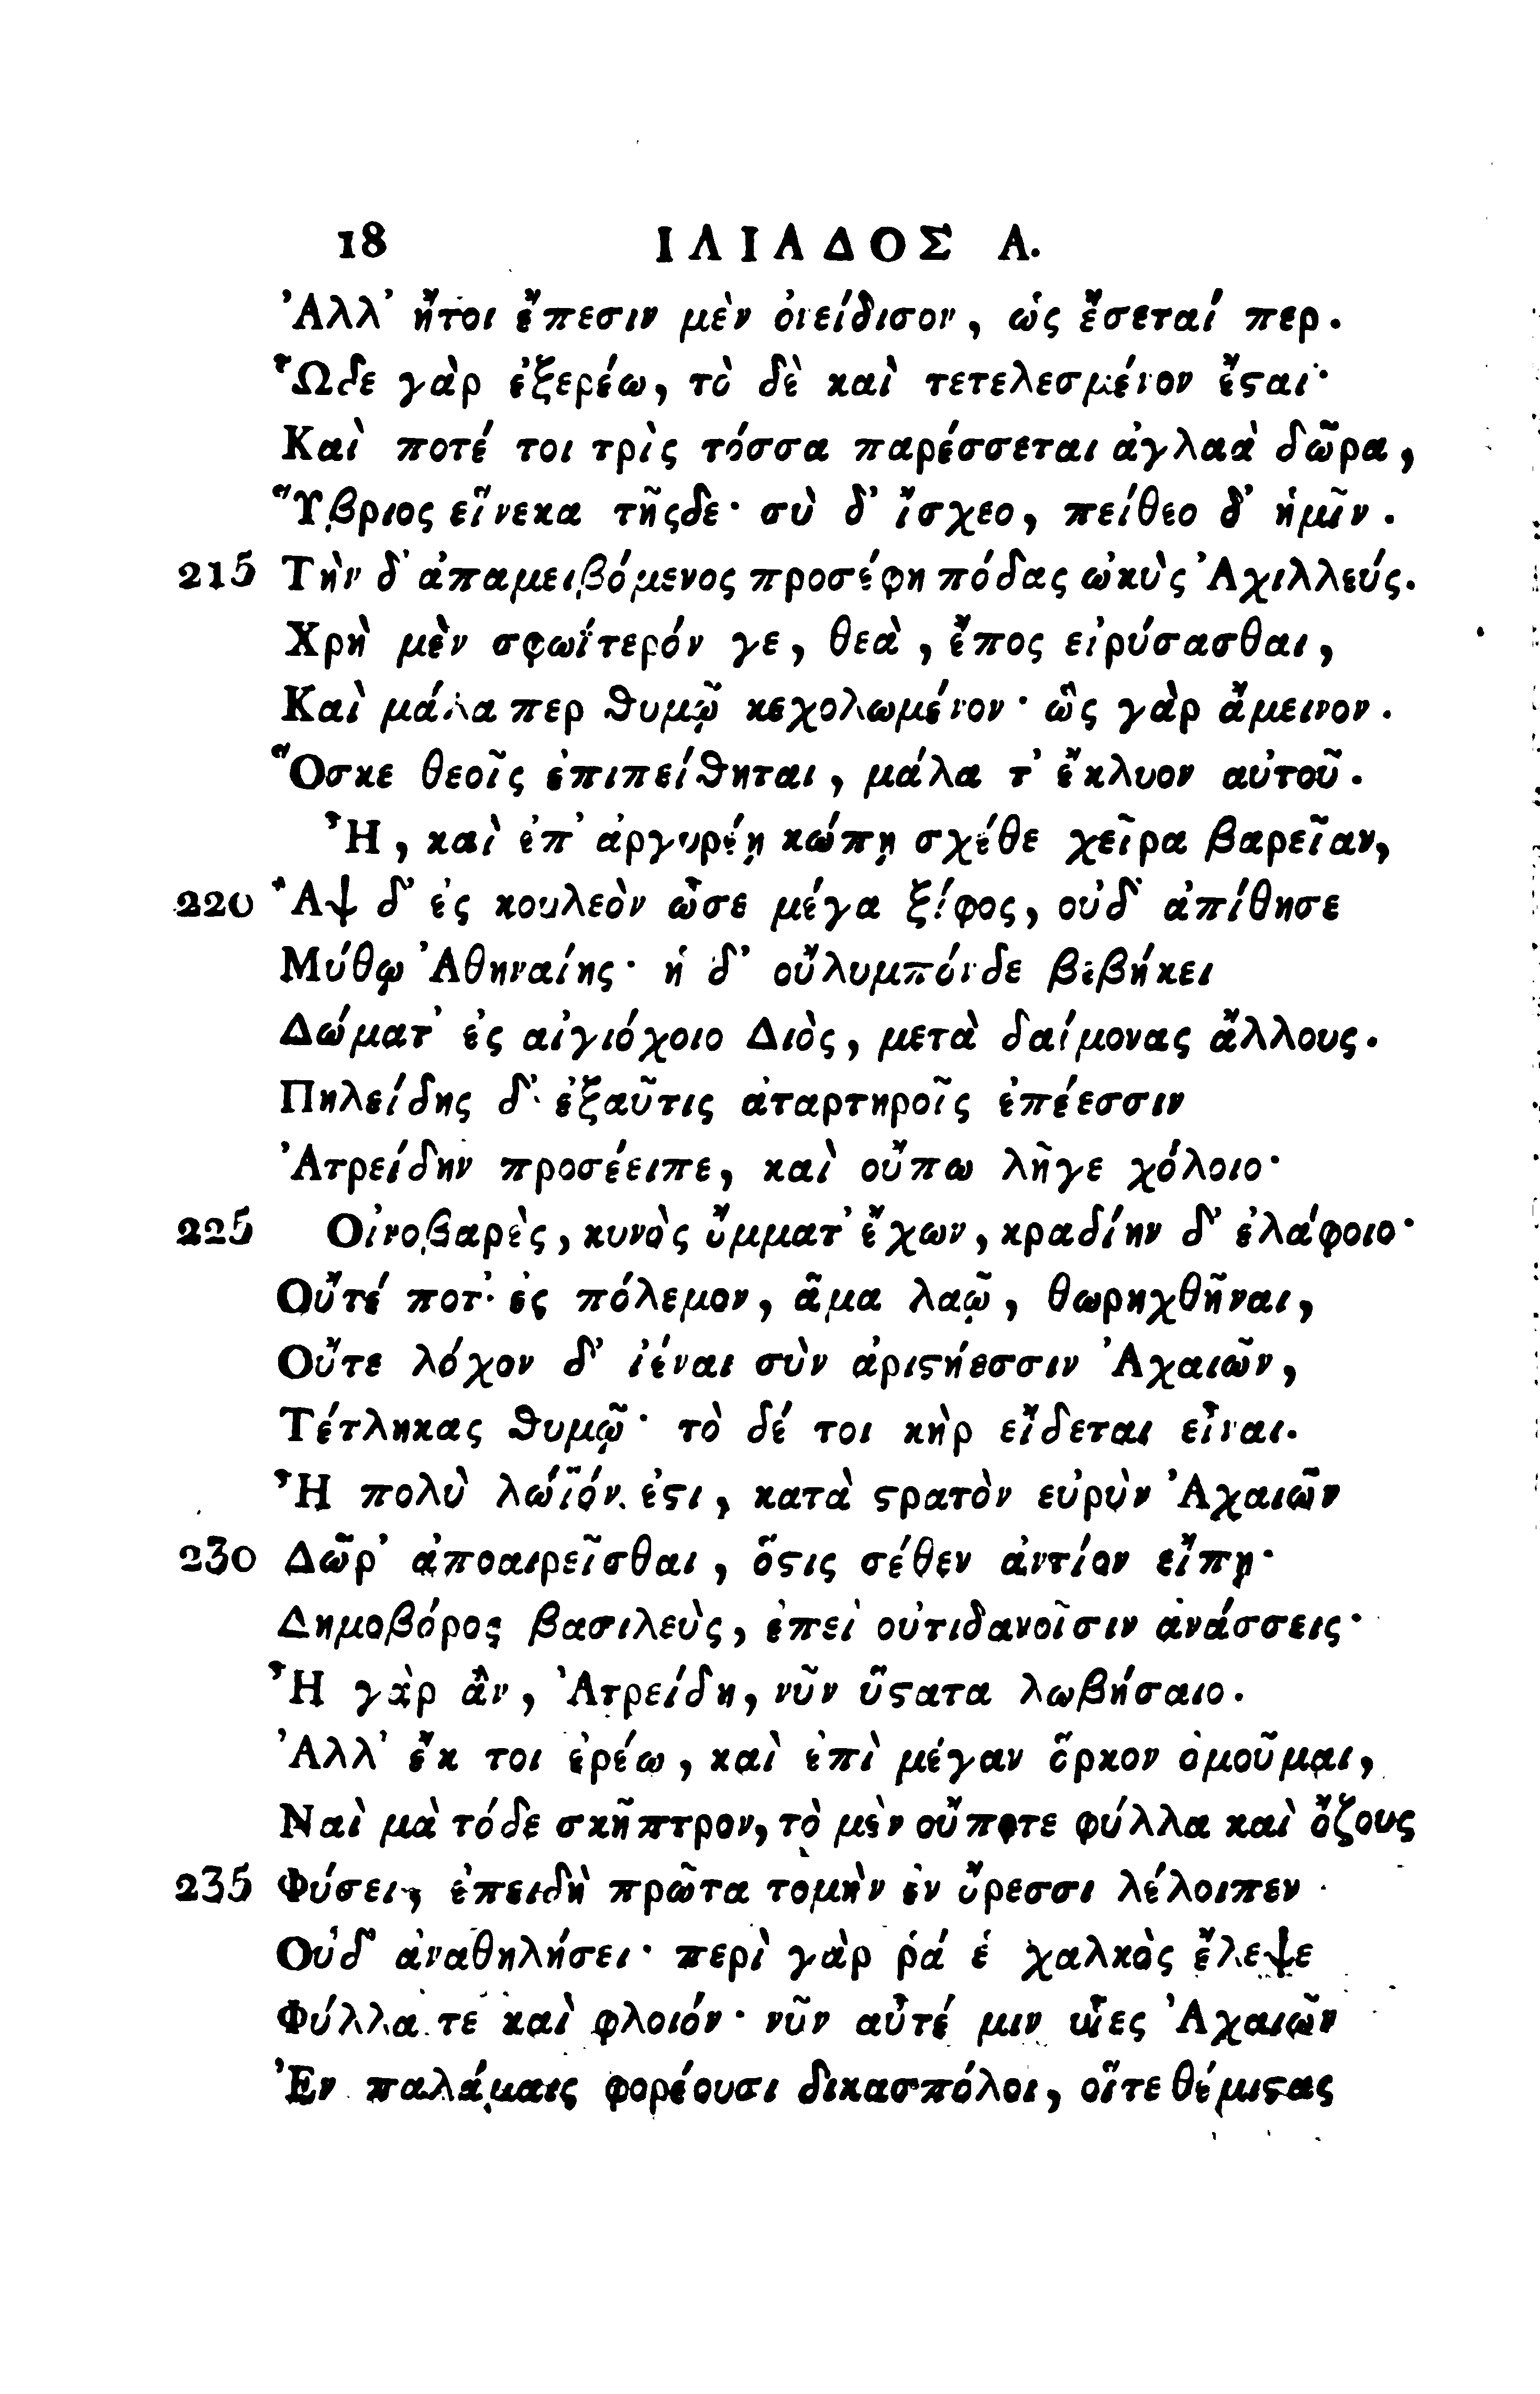 18 ΙΛΙΑΔΟΣ Α.
Ἀλλ' ἤτοι ἔπεσιν μὲν ὀνείδισον, ὡς ἔσεταί περ.
Ὧδε γὰρ ἐξερέω, τὸ δὲ καὶ τετελεσμένον ἔϛαι·
Καὶ ποτέ τοι τρὶς τόσσα παρέσσεται ἀγλαὰ δῶρα,
Ὕβριος εἵνεκα τῆςδε· σὺ δ' ἴσχεο, πείθεο δ' ἡμῖν.
215 Τὴν δ' ἀπαμειβόμενος προσέφη πόδας ὠκὺς Ἀχιλλεύς.
Χρὴ μὲν σφωΐτερόν γε, θεὰ, ἔπος εἰρύσασθαι,
Καὶ μάλα περ ϑυμῷ κεχολωμένον· ὣς γὰρ ἄμεινον.
Ὅσκε θεοῖς ἐπιπείϑηται, μάλα τ' ἔκλυον αὐτοῦ.
Ἦ, καὶ ἐπ' ἀργυρέῃ κώπῃ σχέθε χεῖρα βαρεῖαν,
220 Ἂψ δ' ἐς κουλεὸν ὦσε μέγα ξίφος, οὐδ' ἀπίθησε
Μύθῳ Ἀθηναίης· ἡ δ' οὔλυμπόνδε βεβήκει
Δώματ' ἐς αἰγιόχοιο Διὸς, μετὰ δαίμονας ἄλλους.
Πηλείδης δ' ἐξαῦτις ἀταρτηροῖς ἐπέεσσιν
Ἀτρείδην προσέειπε, καὶ οὔπω λῆγε χόλοιο·
225 Οἰνοβαρὲς, κυνὸς ὄμματ' ἔχων, κραδίην δ' ἐλάφοιο·
Οὔτέ ποτ' ἐς πόλεμον, ἅμα λαῷ, θωρηχθῆναι,
Οὔτε λόχον δ' ἰέναι σὺν ἀριϛήεσσιν Ἀχαιῶν,
Τέτληκας ϑυμῷ· τὸ δέ τοι κὴρ εἴδεται εἶναι.
Ἦ πολὺ λώϊόν ἐϛι, κατὰ ϛρατὸν εὐρὺν Ἀχαιῶν
230 Δῶρ' ἀποαιρεῖσθαι, ὅϛις σέθεν ἀντίον εἴπῃ·
Δημοβόρος βασιλεὺς, ἐπεὶ οὐτιδανοῖσιν ἀνάσσεις·
Ἦ γὰρ ἂν, Ἀτρείδη, νῦν ὕϛατα λωβήσαιο.
Ἀλλ' ἔκ τοι ἐρέω, καὶ ἐπὶ μέγαν ὅρκον ὀμοῦμαι,
Ναὶ μὰ τόδε σκῆπτρον, τὸ μὲν οὔποτε φύλλα καὶ ὄζους
235 Φύσει, ἐπειδὴ πρῶτα τομὴν ἐν ὄρεσσι λέλοιπεν·
Οὐδ' ἀναθηλήσει· περὶ γὰρ ῥά ἑ χαλκὸς ἔλεψε
Φύλλα τε καὶ φλοιόν· νῦν αὖτέ μιν υἷες Ἀχαιῶν
Ἐν παλάμαις φορέουσι δικασπόλοι, οἵτε θέμιϛας